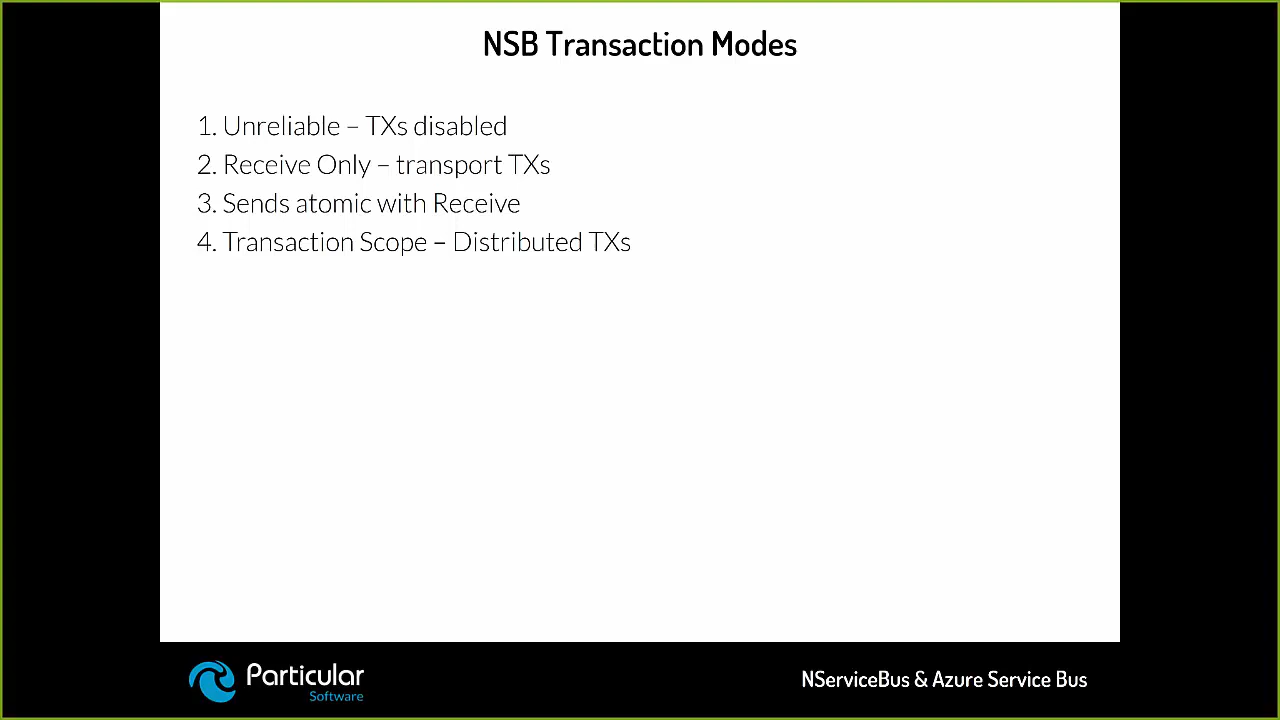 NSB Transaction Modes
1. Unreliable – TXs disabled
2. Receive Only – transport TXs
3. Sends atomic with Receive
4. Transaction Scope – Distributed TXs
Particular
Software
NServiceBus & Azure Service Bus